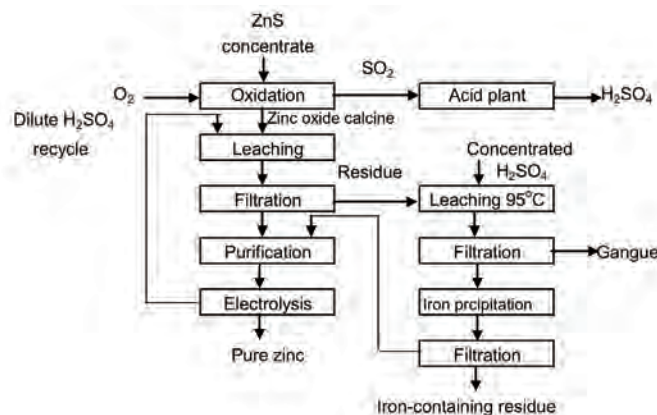 ZnS
concentrate
SO2
O2
Oxidation
Acid plant
H2SO4
Dilute H2SO4
recycle
Zinc oxide calcine
Leaching
Residue
Concentrated
H2SO4
Filtration
Leaching 95°C
Purification
Filtration
Gangue
Electrolysis
Iron prcipitation
Pure zinc
Filtration
Iron-containing residue